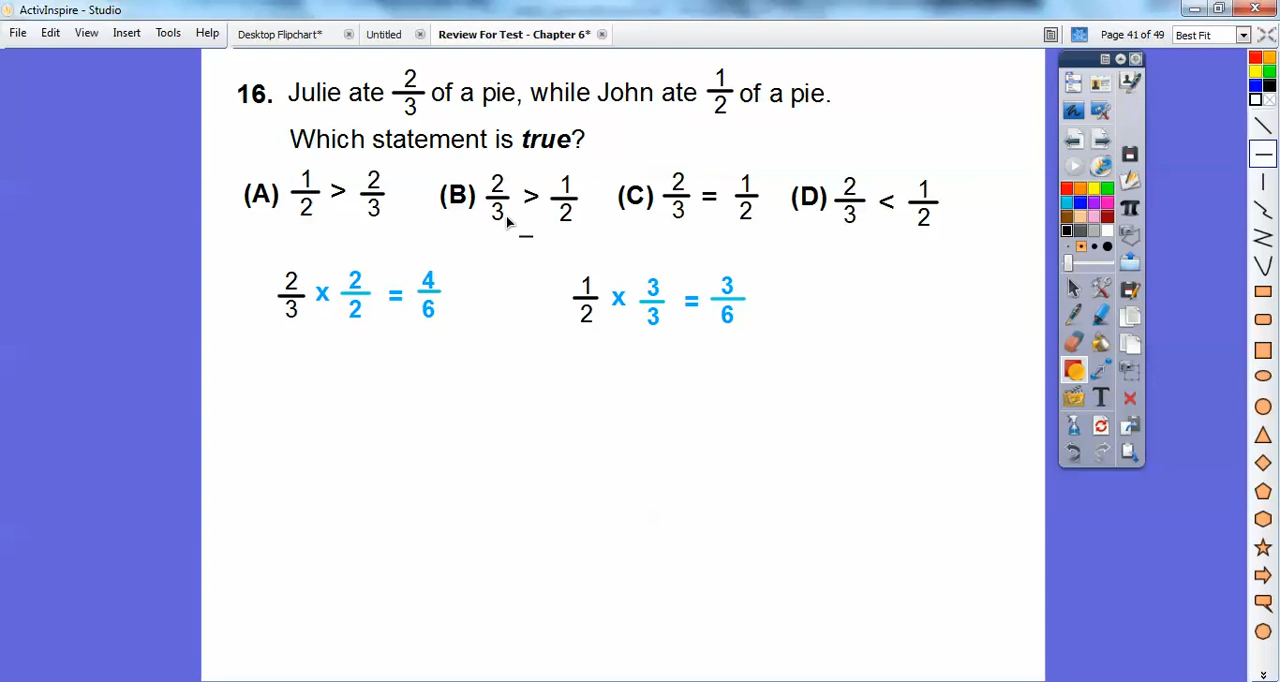 ActivInspire - Studio
File Edit View Insert Tools Help Desktop Flipchart* Untitled Review For Test - Chapter 6* Page 41 of 49 Best Fit
16. Julie ate 2/3 of a pie, while John ate 1/2 of a pie.
Which statement is true?
(A) 1/2 > 2/3 (B) 2/3 > 1/2 (C) 2/3 = 1/2 (D) 2/3 < 1/2
2/3 x 2/2 = 4/6 1/2 x 3/3 = 3/6